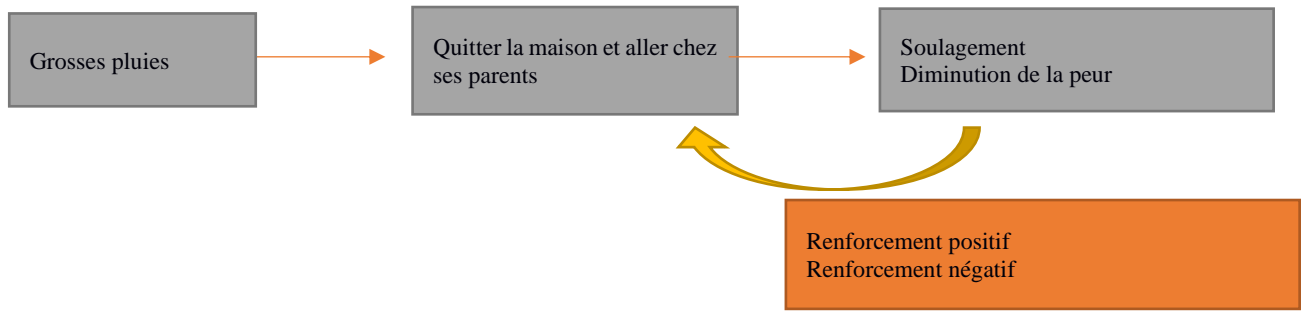 Grosses pluies
Quitter la maison et aller chez
ses parents
Soulagement
Diminution de la peur
Renforcement positif
Renforcement négatif